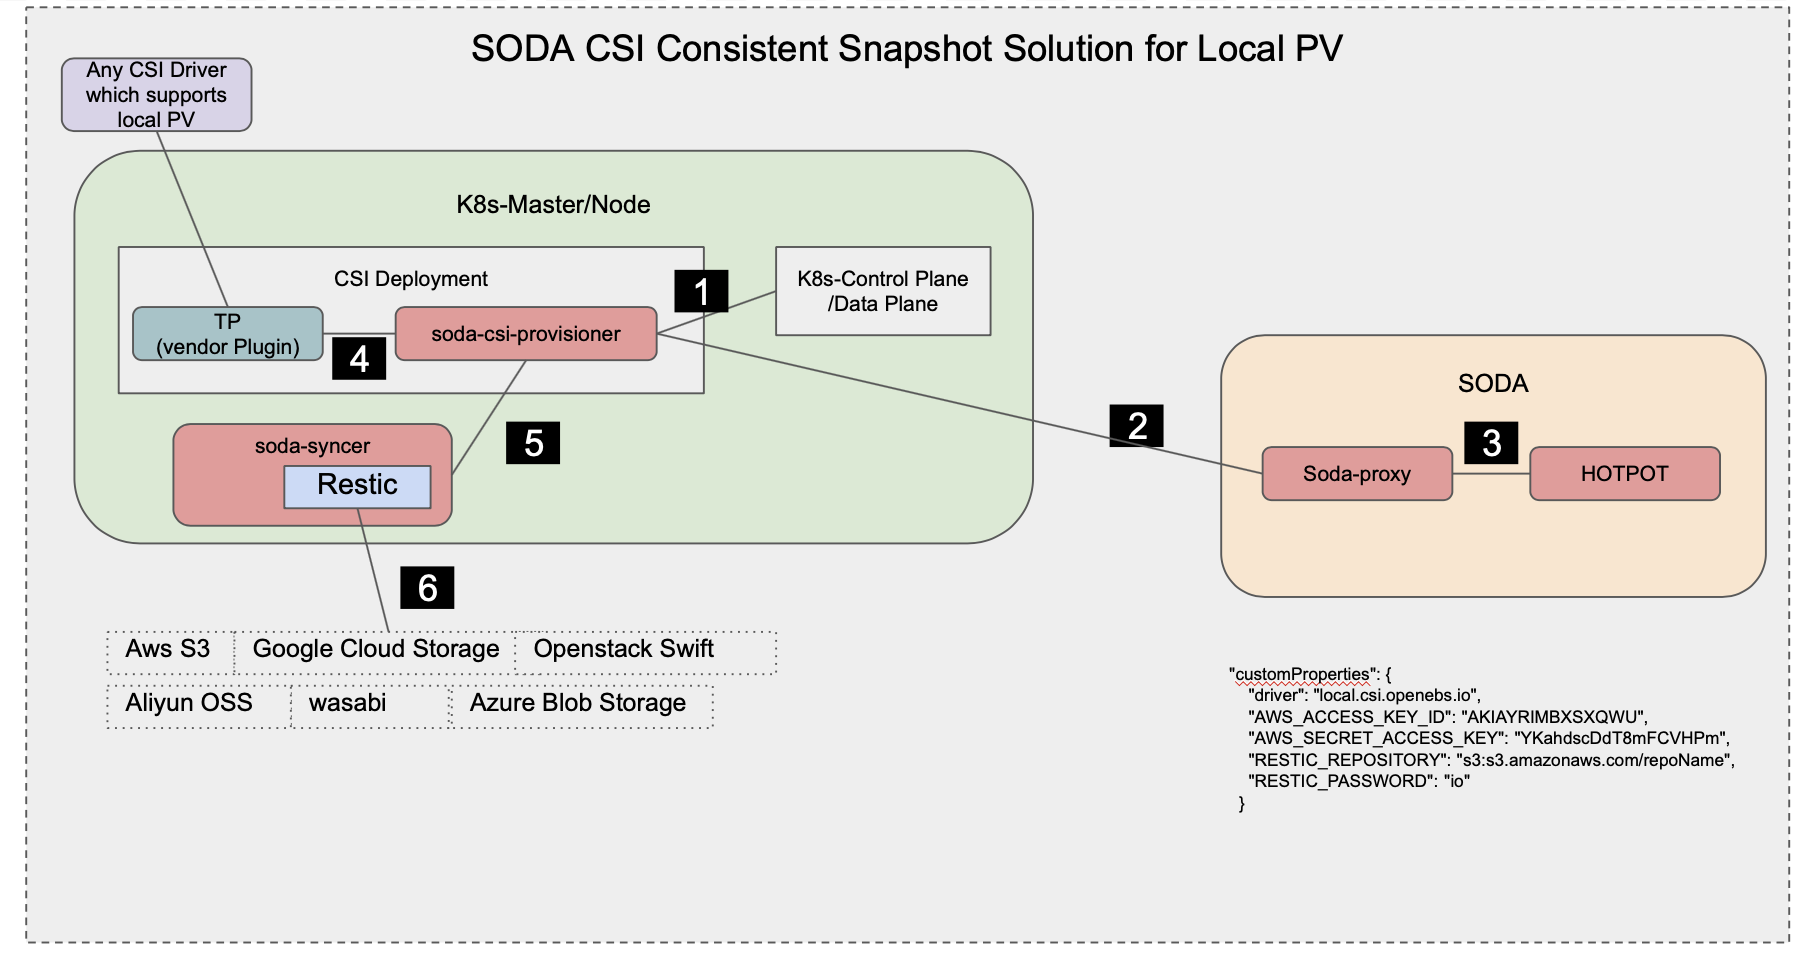 SODA CSI Consistent Snapshot Solution for Local PV
Any CSI Driver
which supports
local PV
K8s-Master/Node
CSI Deployment
TP
(vendor Plugin)
4
soda-csi-provisioner
1
K8s-Control Plane
/Data Plane
soda-syncer
Restic
5
2
SODA
Soda-proxy
3
HOTPOT
6
Aws S3
Google Cloud Storage
Openstack Swift
Aliyun OSS
wasabi
Azure Blob Storage
"customProperties": {
"driver": "local.csi.openebs.io",
"AWS_ACCESS_KEY_ID": "AKIAYRIMBXSXQWU",
"AWS_SECRET_ACCESS_KEY": "YKahdscDdT8mFCVHPm",
"RESTIC_REPOSITORY": "s3:s3.amazonaws.com/repoName",
"RESTIC_PASSWORD": "io"
}